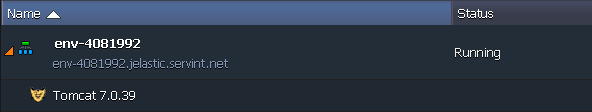 Name Status
env-4081992
env-4081992.jelastic.servint.net Running
Tomcat 7.0.39